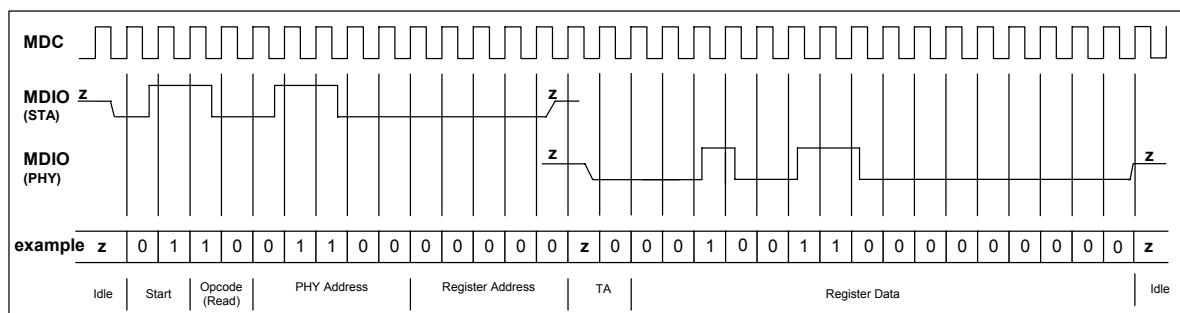 MDC
MDIO z z
(STA)
MDIO z z
(PHY)
example z 0 1 1 0 0 1 1 0 0 0 0 0 0 0 z 0 0 0 1 0 0 1 1 0 0 0 0 0 0 0 0 0 z
Idle Start Opcode (Read) PHY Address Register Address TA Register Data Idle